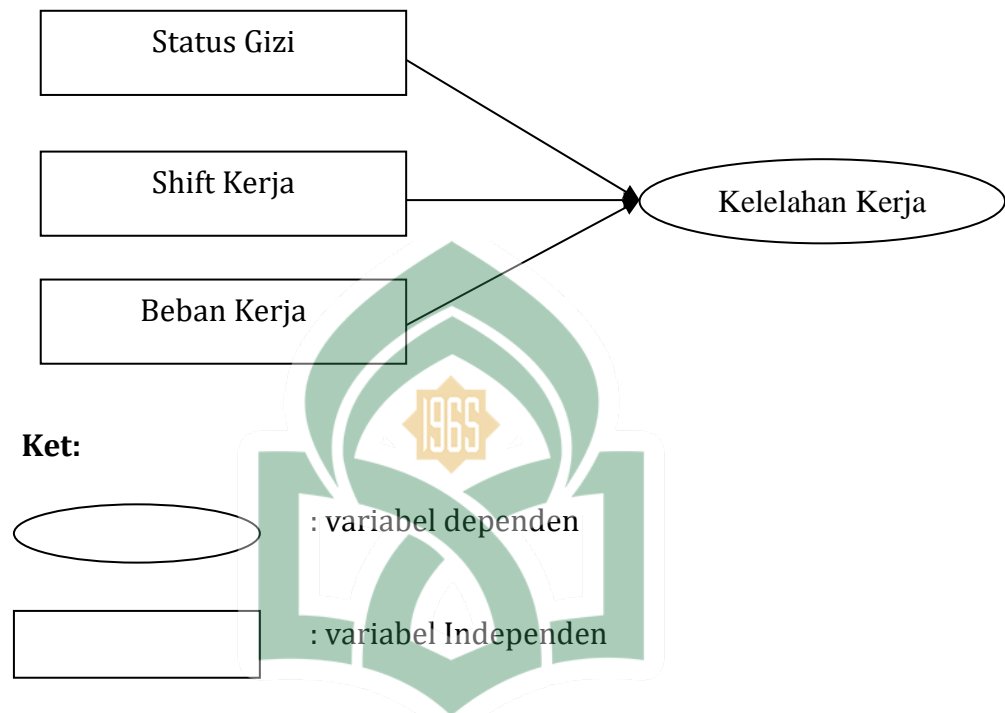 Status Gizi
Shift Kerja
Kelelahan Kerja
Beban Kerja
1965
Ket:
: variabel dependen
: variabel Independen